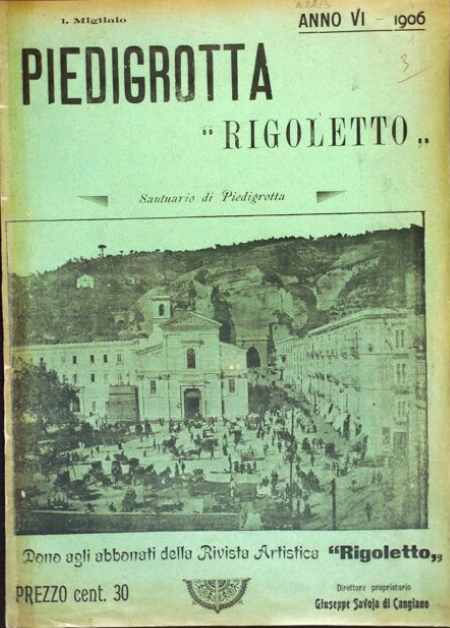 1. Migliaio
ANNO VI - 1906
3
PIEDIGROTTA
“RIGOLETTO„
Santuario di Piedigrotta
Dono agli abbonati della Rivista Artistica “Rigoletto„
PREZZO cent. 30
Direttore proprietario
Giuseppe Savoja di Cangiano